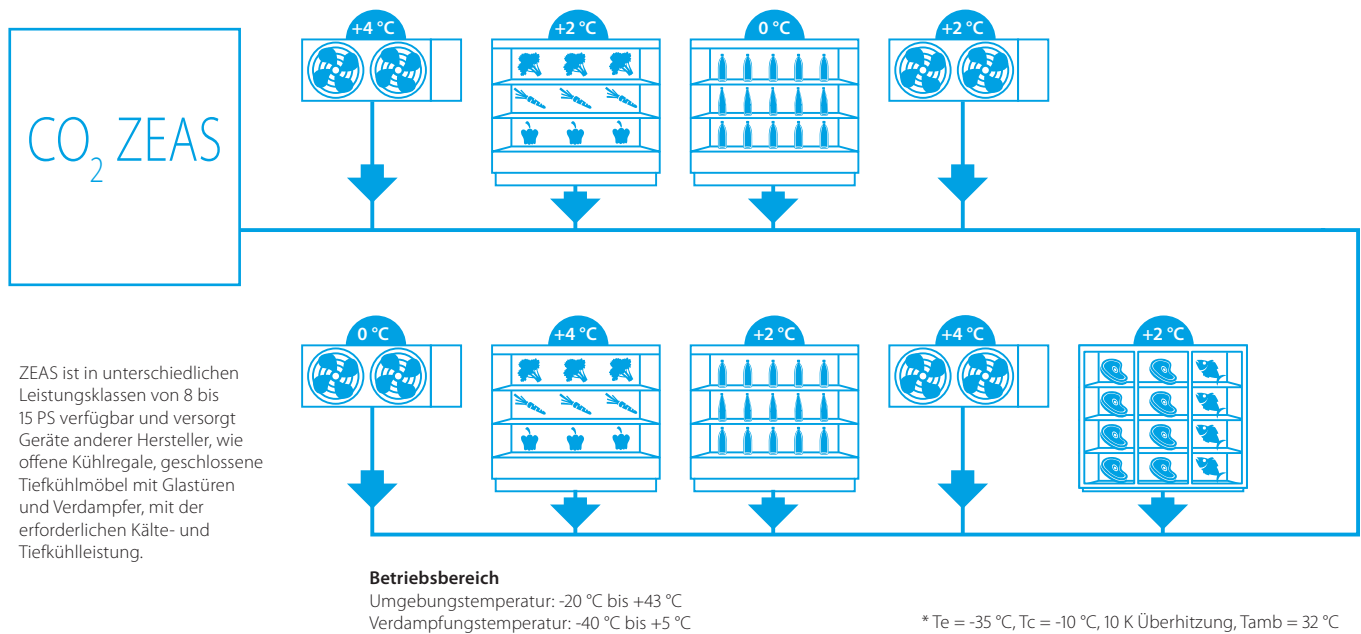 +4 °C
+2 °C
0 °C
+2 °C
CO2 ZEAS
0 °C
+4 °C
+2 °C
+4 °C
+2 °C
ZEAS ist in unterschiedlichen
Leistungsklassen von 8 bis
15 PS verfügbar und versorgt
Geräte anderer Hersteller, wie
offene Kühlregale, geschlossene
Tiefkühlmöbel mit Glastüren
und Verdampfer, mit der
erforderlichen Kälte- und
Tiefkühlleistung.
Betriebsbereich
Umgebungstemperatur: -20 °C bis +43 °C
Verdampfungstemperatur: -40 °C bis +5 °C
* Te = -35 °C, Tc = -10 °C, 10 K Überhitzung, Tamb = 32 °C